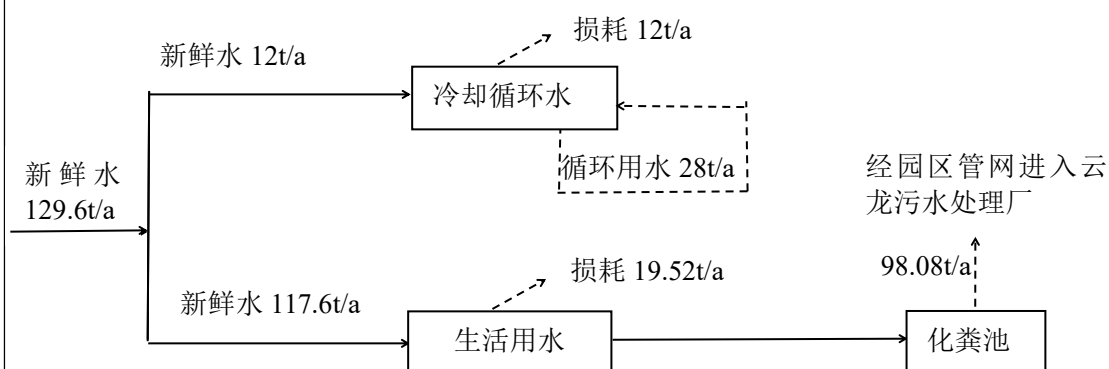 损耗 12t/a
新鲜水 12t/a
冷却循环水
循环用水 28t/a
新 鲜 水
129.6t/a
经园区管网进入云
龙污水处理厂
损耗 19.52t/a
98.08t/a
新鲜水 117.6t/a
生活用水
化粪池